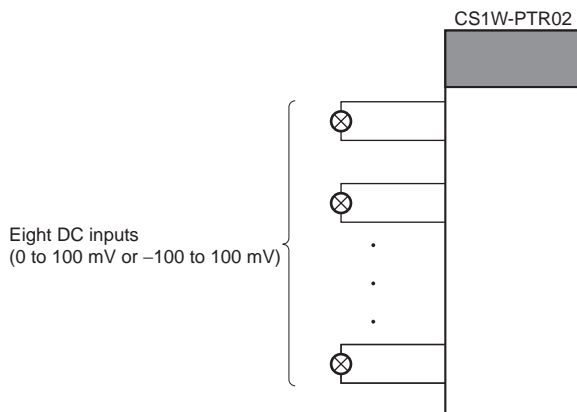 CS1W-PTR02
Eight DC inputs
(0 to 100 mV or –100 to 100 mV)